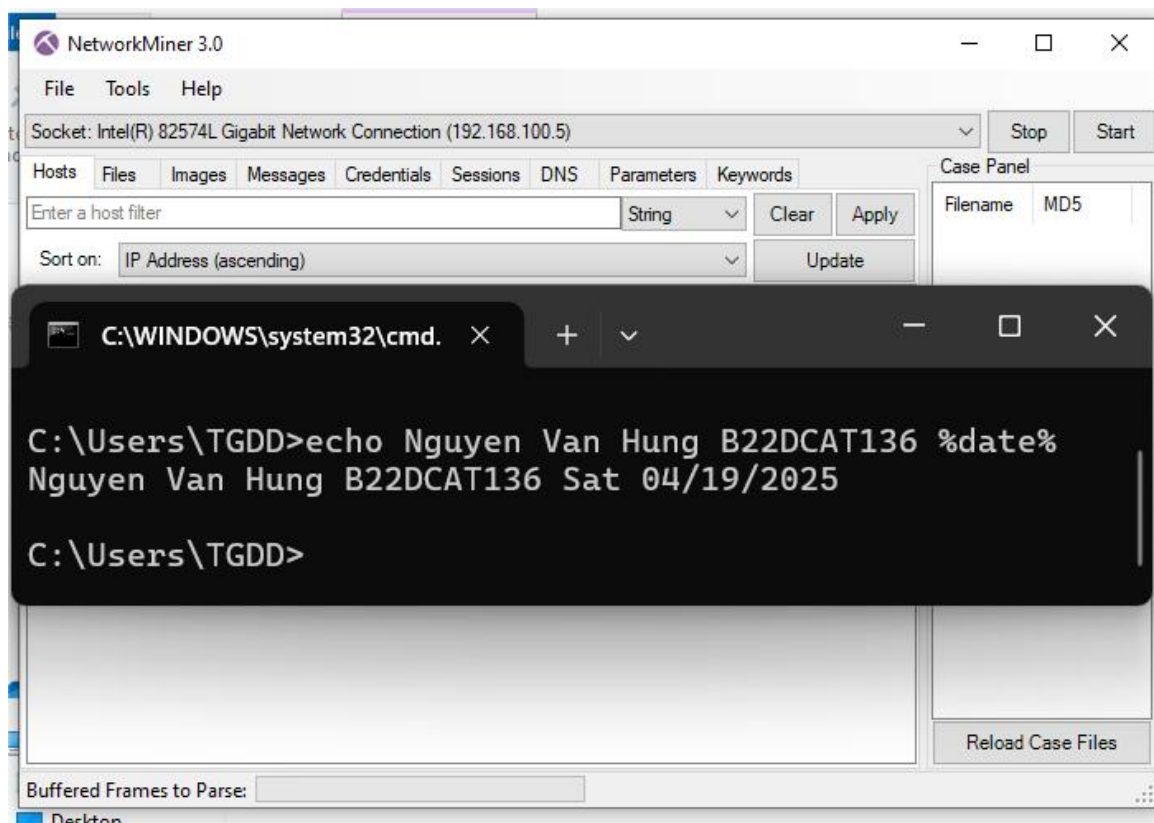 NetworkMiner 3.0
File Tools Help
Socket: Intel(R) 82574L Gigabit Network Connection (192.168.100.5) Stop Start
Hosts Files Images Messages Credentials Sessions DNS Parameters Keywords
Enter a host filter String Clear Apply
Sort on: IP Address (ascending) Update
Case Panel
Filename MD5
C:\WINDOWS\system32\cmd.
C:\Users\TGDD>echo Nguyen Van Hung B22DCAT136 %date%
Nguyen Van Hung B22DCAT136 Sat 04/19/2025
C:\Users\TGDD>
Reload Case Files
Buffered Frames to Parse:
Desktop